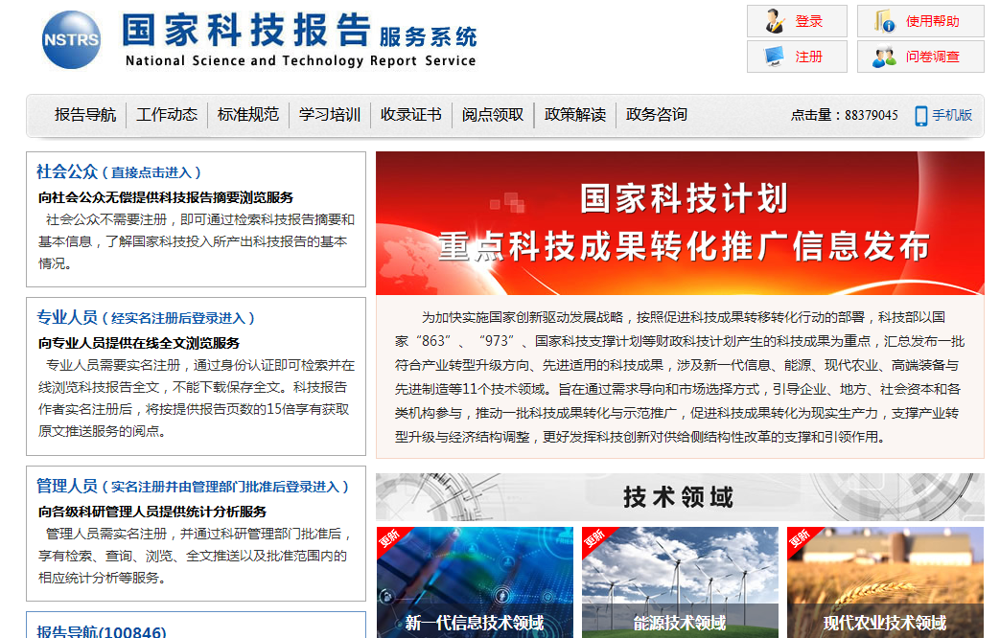 NSTRS
国家科技报告服务系统
National Science and Technology Report Service
登录
使用帮助
注册
问卷调查
报告导航
工作动态
标准规范
学习培训
收录证书
阅点领取
政策解读
政务咨询
点击量：88379045
手机版
社会公众（直接点击进入）
向社会公众无偿提供科技报告摘要浏览服务
社会公众不需要注册，即可通过检索科技报告摘要和
基本信息，了解国家科技投入所产出科技报告的基本
情况。
专业人员（经实名注册后登录进入）
向专业人员提供在线全文浏览服务
专业人员需要实名注册，通过身份认证即可检索并在
线浏览科技报告全文，不能下载保存全文。科技报告
作者实名注册后，将按提供报告页数的15倍享有获取
原文推送服务的阅点。
管理人员（实名注册并由管理部门批准后登录进入）
向各级科研管理人员提供统计分析服务
管理人员需实名注册，并通过科研管理部门批准后，
享有检索、查询、浏览、全文推送以及批准范围内的
相应统计分析等服务。
报告导航(100846)
国家科技计划
重点科技成果转化推广信息发布
为加快实施国家创新驱动发展战略，按照促进科技成果转移转化行动的部署，科技部以国
家“863”、“973”、国家科技支撑计划等财政科技计划产生的科技成果为重点，汇总发布一批
符合产业转型升级方向、先进适用的科技成果，涉及新一代信息、能源、现代农业、高端装备与
先进制造等11个技术领域。旨在通过需求导向和市场选择方式，引导企业、地方、社会资本和各
类机构参与，推动一批科技成果转化与示范推广，促进科技成果转化为现实生产力，支撑产业转
型升级与经济结构调整，更好发挥科技创新对供给侧结构性改革的支撑和引领作用。
技术领域
更新
新一代信息技术领域
更新
能源技术领域
更新
现代农业技术领域